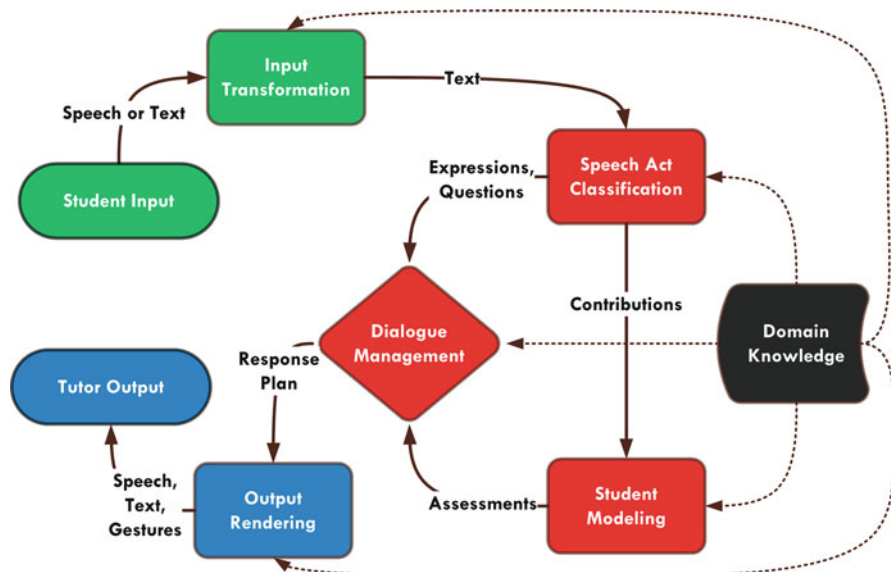 Input
Transformation
Text
Speech or Text
Student Input
Expressions,
Questions
Speech Act
Classification
Contributions
Domain
Knowledge
Dialogue
Management
Response
Plan
Tutor Output
Speech,
Text,
Gestures
Output
Rendering
Assessments
Student
Modeling